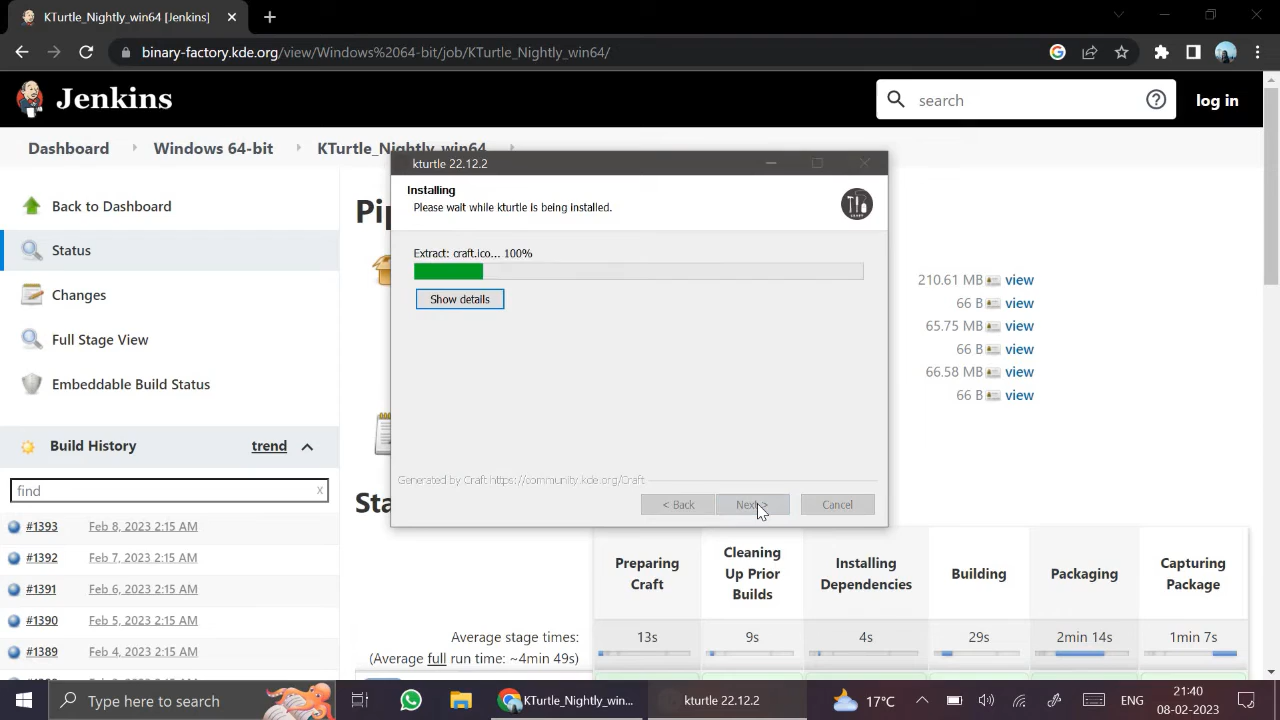 KTurtle_Nightly_win64 [Jenkins]
binary-factory.kde.org/view/Windows%2064-bit/job/KTurtle_Nightly_win64/
Jenkins
search
log in
Dashboard
Windows 64-bit
KTurtle_Nightly_win64
Back to Dashboard
Status
Changes
Full Stage View
Embeddable Build Status
Build History
trend
find
x
#1393 Feb 8, 2023 2:15 AM
#1392 Feb 7, 2023 2:15 AM
#1391 Feb 6, 2023 2:15 AM
#1390 Feb 5, 2023 2:15 AM
#1389 Feb 4, 2023 2:15 AM
Pi
kturtle 22.12.2
Installing
Please wait while kturtle is being installed.
Extract: craft.ico... 100%
Show details
Generated by Craft https://community.kde.org/Craft
< Back
Next >
Cancel
210.61 MB view
66 B view
65.75 MB view
66 B view
66.58 MB view
66 B view
Sta
Preparing Craft
Cleaning Up Prior Builds
Installing Dependencies
Building
Packaging
Capturing Package
Average stage times:
(Average full run time: ~4min 49s)
13s
9s
4s
29s
2min 14s
1min 7s
Type here to search
KTurtle_Nightly_win...
kturtle 22.12.2
17°C
ENG
21:40
08-02-2023